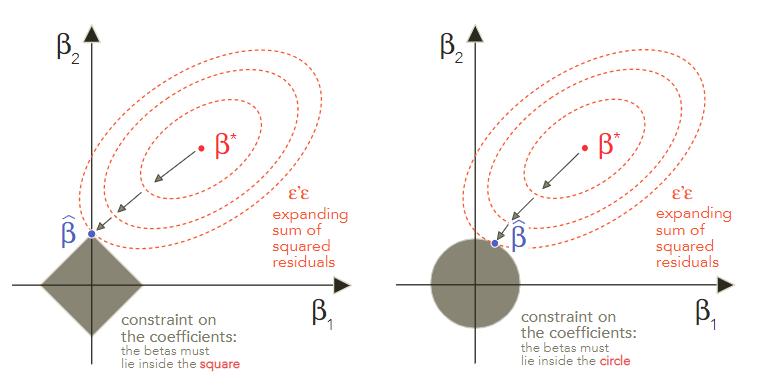 β₂
β*
ε'ε
expanding
sum of
squared
residuals
β̂
β₁
constraint on
the coefficients:
the betas must
lie inside the square
β₂
β*
ε'ε
expanding
sum of
squared
residuals
β̂
β₁
constraint on
the coefficients:
the betas must
lie inside the circle